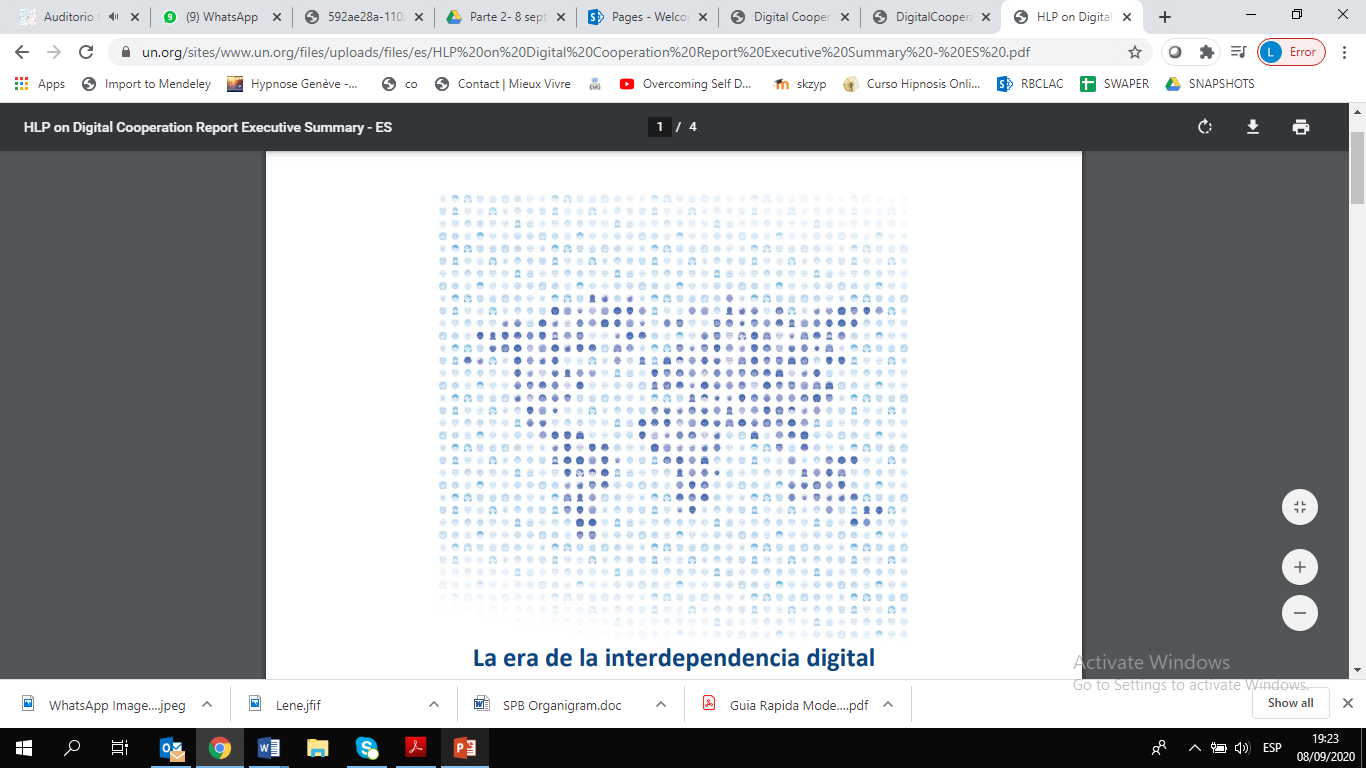 Auditorio
(9) WhatsApp
592ae28a-110
Parte 2- 8 sept
Pages - Welco
Digital Cooper
DigitalCoopera
HLP on Digital
un.org/sites/www.un.org/files/uploads/files/es/HLP%20on%20Digital%20Cooperation%20Report%20Executive%20Summary%20-%20ES%20.pdf
L Error
Apps
Import to Mendeley
Hypnose Genève -...
co
Contact | Mieux Vivre
EMG
Overcoming Self D...
skzyp
Curso Hipnosis Onli...
RBCLAC
SWAPER
SNAPSHOTS
HLP on Digital Cooperation Report Executive Summary - ES
1 / 4
La era de la interdependencia digital
Activate Windows
Go to Settings to activate Windows.
WhatsApp Image....jpeg
Lene.jfif
SPB Organigram.doc
Guia Rapida Mode....pdf
Show all
ESP
19:23
08/09/2020